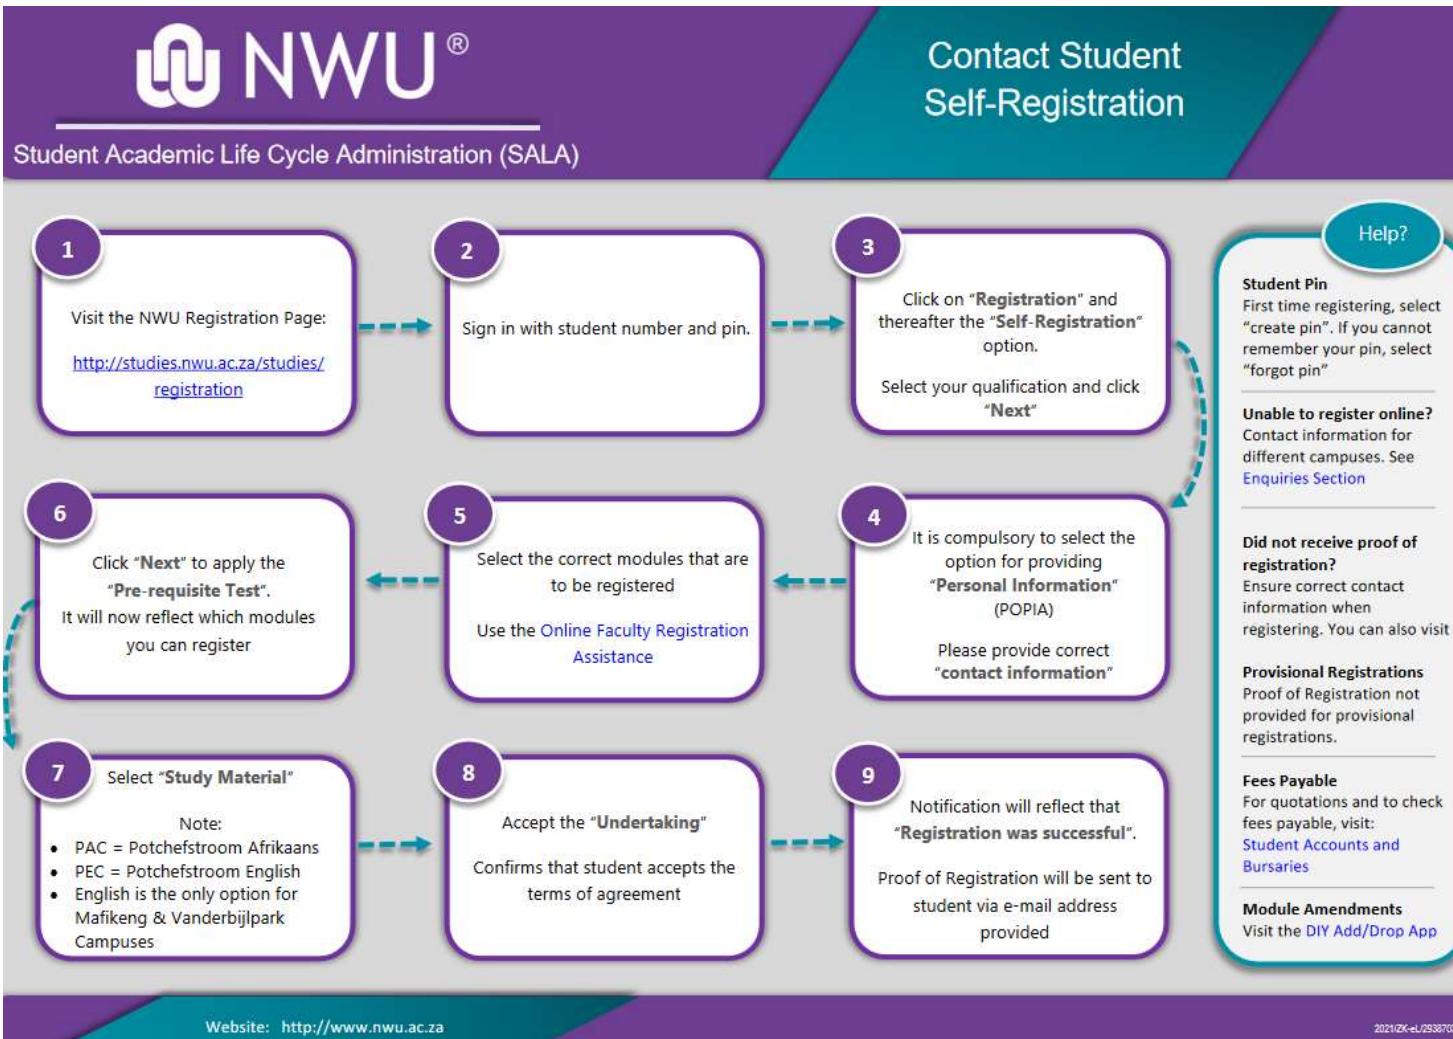 NWU®
Student Academic Life Cycle Administration (SALA)
Contact Student
Self-Registration
1
Visit the NWU Registration Page:
http://studies.nwu.ac.za/studies/
registration
2
Sign in with student number and pin.
3
Click on "Registration" and
thereafter the "Self-Registration"
option.
Select your qualification and click
"Next"
4
It is compulsory to select the
option for providing
"Personal Information"
(POPIA)
Please provide correct
"contact information"
5
Select the correct modules that are
to be registered
Use the Online Faculty Registration
Assistance
6
Click "Next" to apply the
"Pre-requisite Test".
It will now reflect which modules
you can register
7
Select "Study Material"
Note:
• PAC = Potchefstroom Afrikaans
• PEC = Potchefstroom English
• English is the only option for
Mafikeng & Vanderbijlpark
Campuses
8
Accept the "Undertaking"
Confirms that student accepts the
terms of agreement
9
Notification will reflect that
"Registration was successful".
Proof of Registration will be sent to
student via e-mail address
provided
Help?
Student Pin
First time registering, select
"create pin". If you cannot
remember your pin, select
"forgot pin"
Unable to register online?
Contact information for
different campuses. See
Enquiries Section
Did not receive proof of
registration?
Ensure correct contact
information when
registering. You can also visit
Provisional Registrations
Proof of Registration not
provided for provisional
registrations.
Fees Payable
For quotations and to check
fees payable, visit:
Student Accounts and
Bursaries
Module Amendments
Visit the DIY Add/Drop App
Website: http://www.nwu.ac.za